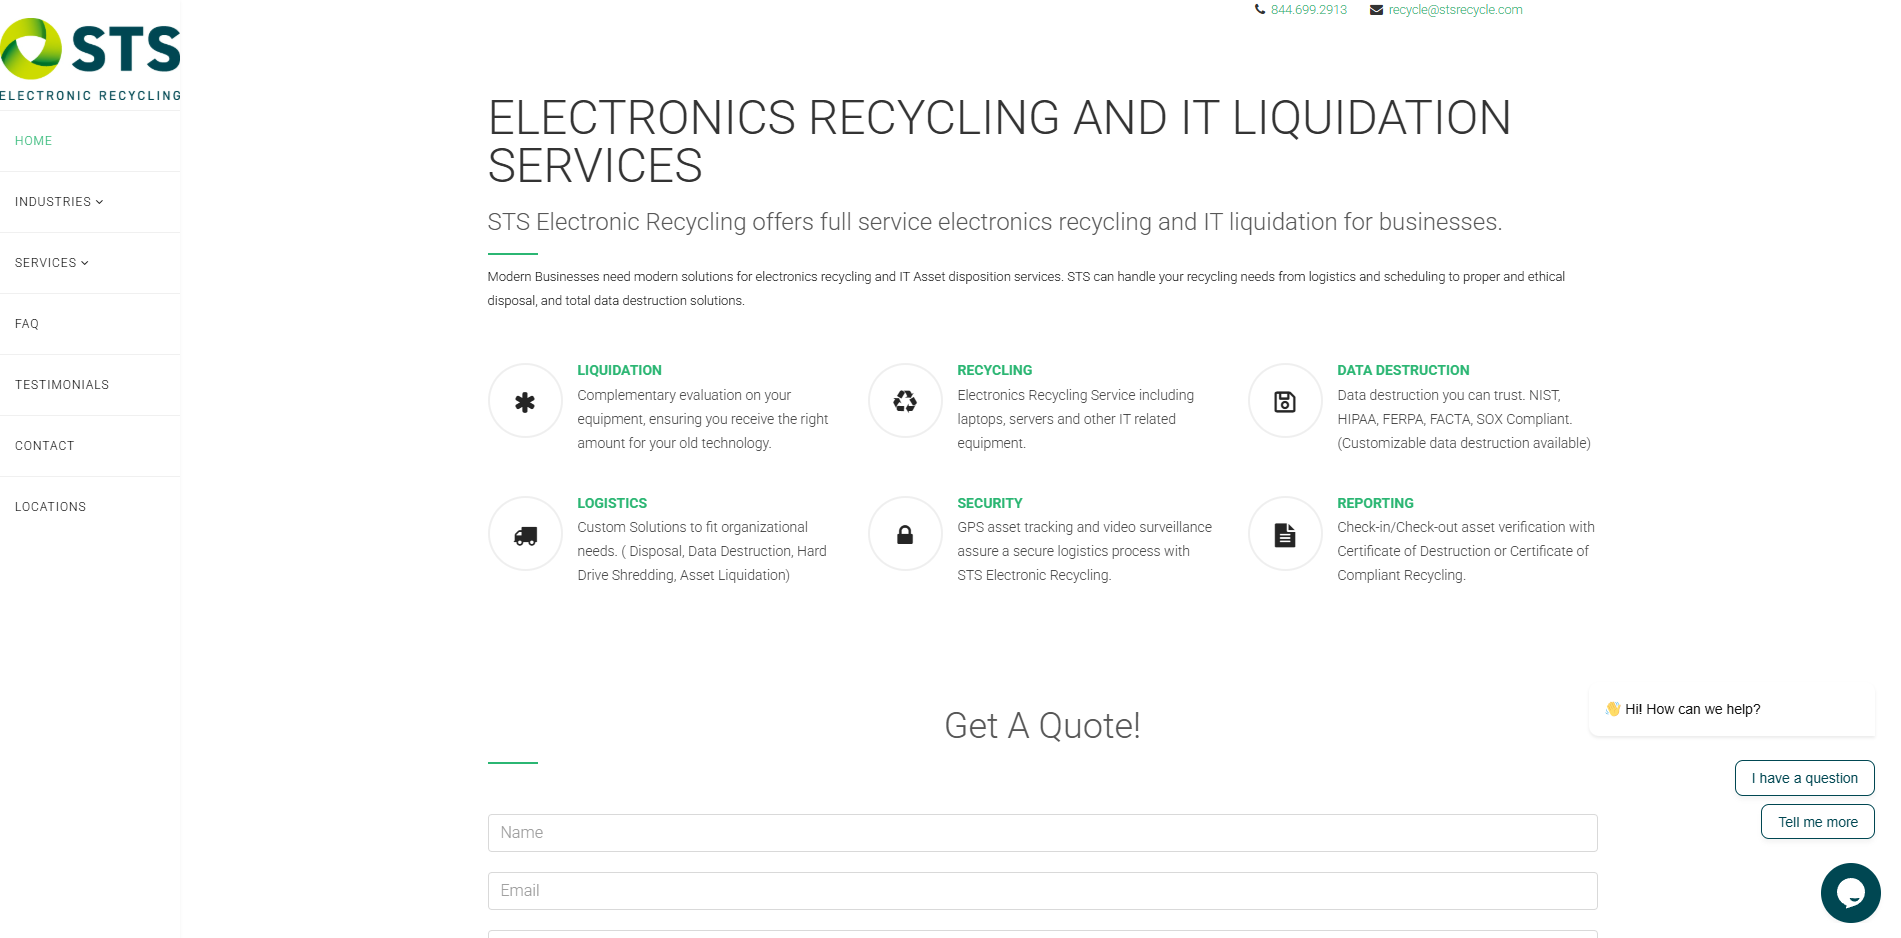 844.699.2913 recycle@stsrecycle.com
STS
ELECTRONIC RECYCLING
HOME
INDUSTRIES
SERVICES
FAQ
TESTIMONIALS
CONTACT
LOCATIONS
ELECTRONICS RECYCLING AND IT LIQUIDATION
SERVICES
STS Electronic Recycling offers full service electronics recycling and IT liquidation for businesses.
Modern Businesses need modern solutions for electronics recycling and IT Asset disposition services. STS can handle your recycling needs from logistics and scheduling to proper and ethical
disposal, and total data destruction solutions.
LIQUIDATION
Complementary evaluation on your
equipment, ensuring you receive the right
amount for your old technology.
RECYCLING
Electronics Recycling Service including
laptops, servers and other IT related
equipment.
DATA DESTRUCTION
Data destruction you can trust. NIST,
HIPAA, FERPA, FACTA, SOX Compliant.
(Customizable data destruction available)
LOGISTICS
Custom Solutions to fit organizational
needs. ( Disposal, Data Destruction, Hard
Drive Shredding, Asset Liquidation)
SECURITY
GPS asset tracking and video surveillance
assure a secure logistics process with
STS Electronic Recycling.
REPORTING
Check-in/Check-out asset verification with
Certificate of Destruction or Certificate of
Compliant Recycling.
Get A Quote!
Name
Email
👋 Hi! How can we help?
I have a question
Tell me more